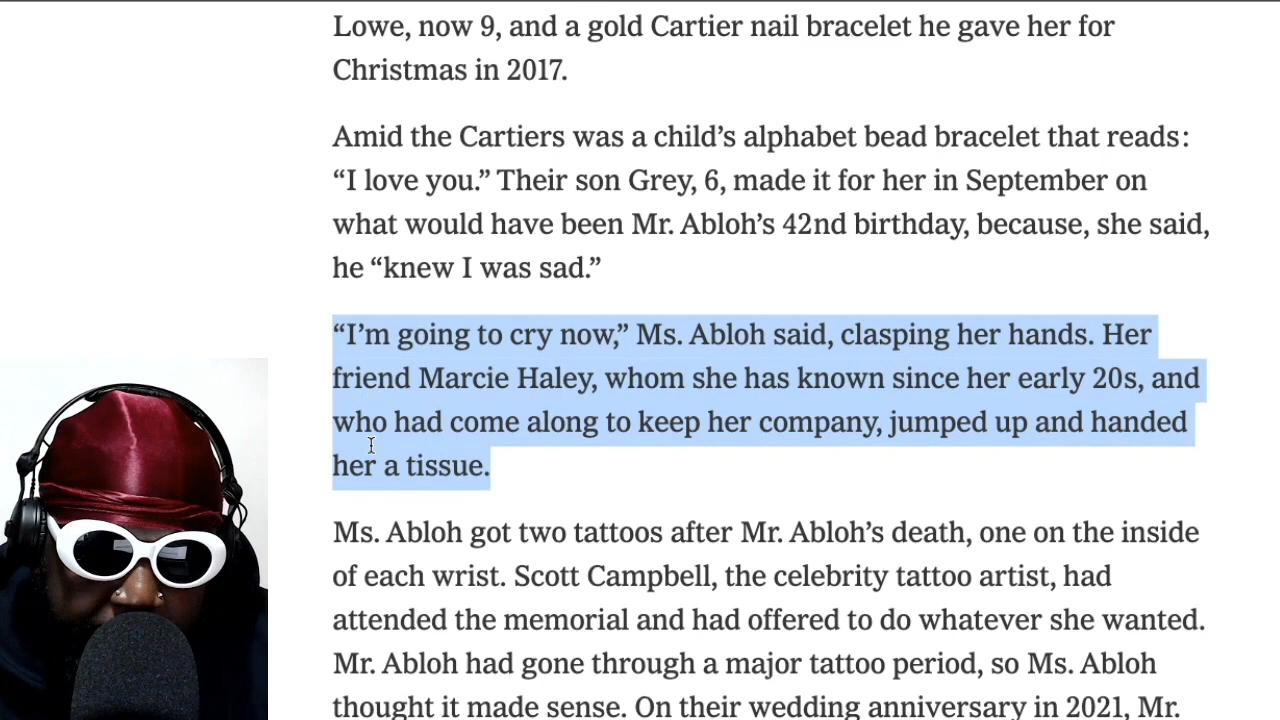 Lowe, now 9, and a gold Cartier nail bracelet he gave her for
Christmas in 2017.
Amid the Cartiers was a child’s alphabet bead bracelet that reads:
“I love you.” Their son Grey, 6, made it for her in September on
what would have been Mr. Abloh’s 42nd birthday, because, she said,
he “knew I was sad.”
“I’m going to cry now,” Ms. Abloh said, clasping her hands. Her
friend Marcie Haley, whom she has known since her early 20s, and
who had come along to keep her company, jumped up and handed
her a tissue.
Ms. Abloh got two tattoos after Mr. Abloh’s death, one on the inside
of each wrist. Scott Campbell, the celebrity tattoo artist, had
attended the memorial and had offered to do whatever she wanted.
Mr. Abloh had gone through a major tattoo period, so Ms. Abloh
thought it made sense. On their wedding anniversary in 2021, Mr.